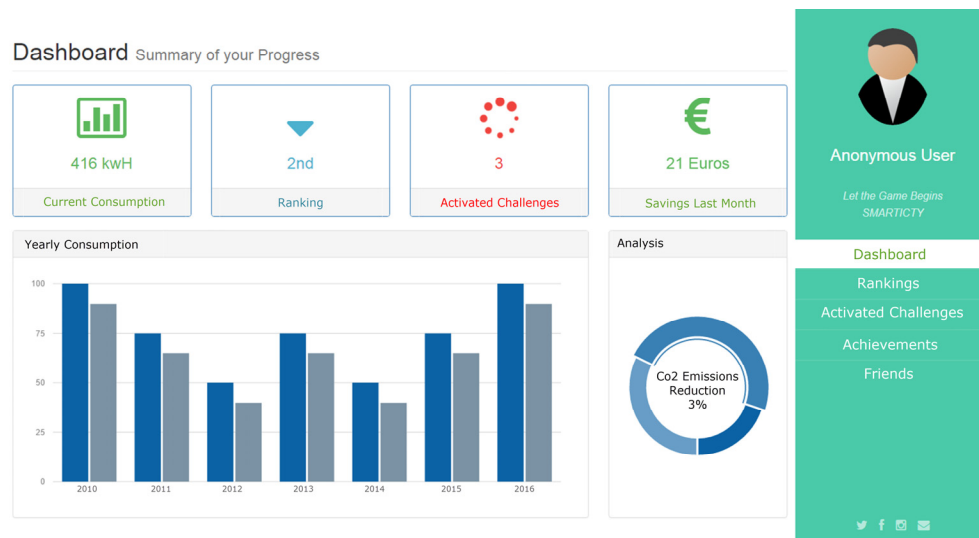 Dashboard Summary of your Progress
416 kwH
Current Consumption
2nd
Ranking
3
Activated Challenges
€
21 Euros
Savings Last Month
Yearly Consumption
100
75
50
25
0
2010 2011 2012 2013 2014 2015 2016
Analysis
Co2 Emissions
Reduction
3%
Anonymous User
Let the Game Begins
SMARTICTY
Dashboard
Rankings
Activated Challenges
Achievements
Friends